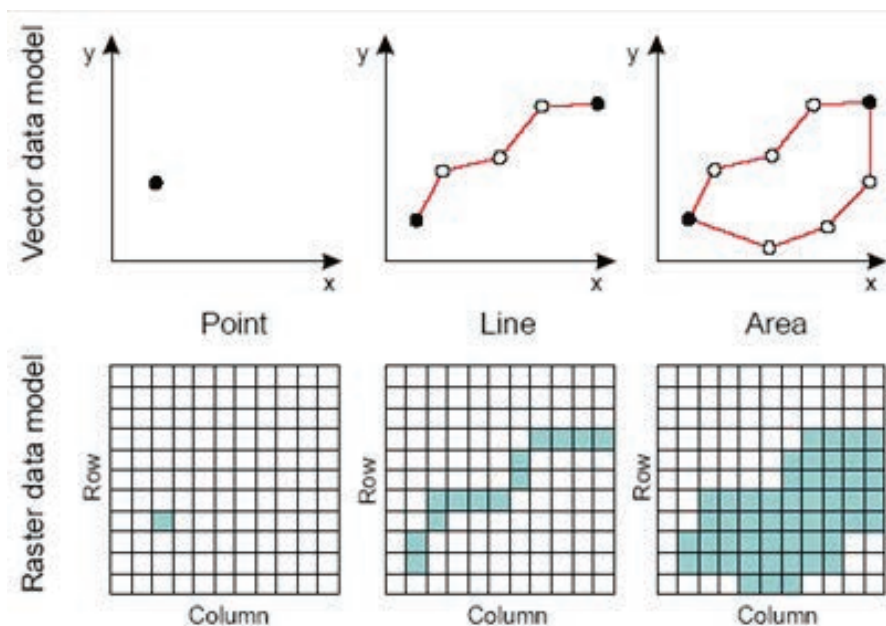 Vector data model
y
x
y
x
y
x
Point
Line
Area
Raster data model
Row
Column
Row
Column
Row
Column